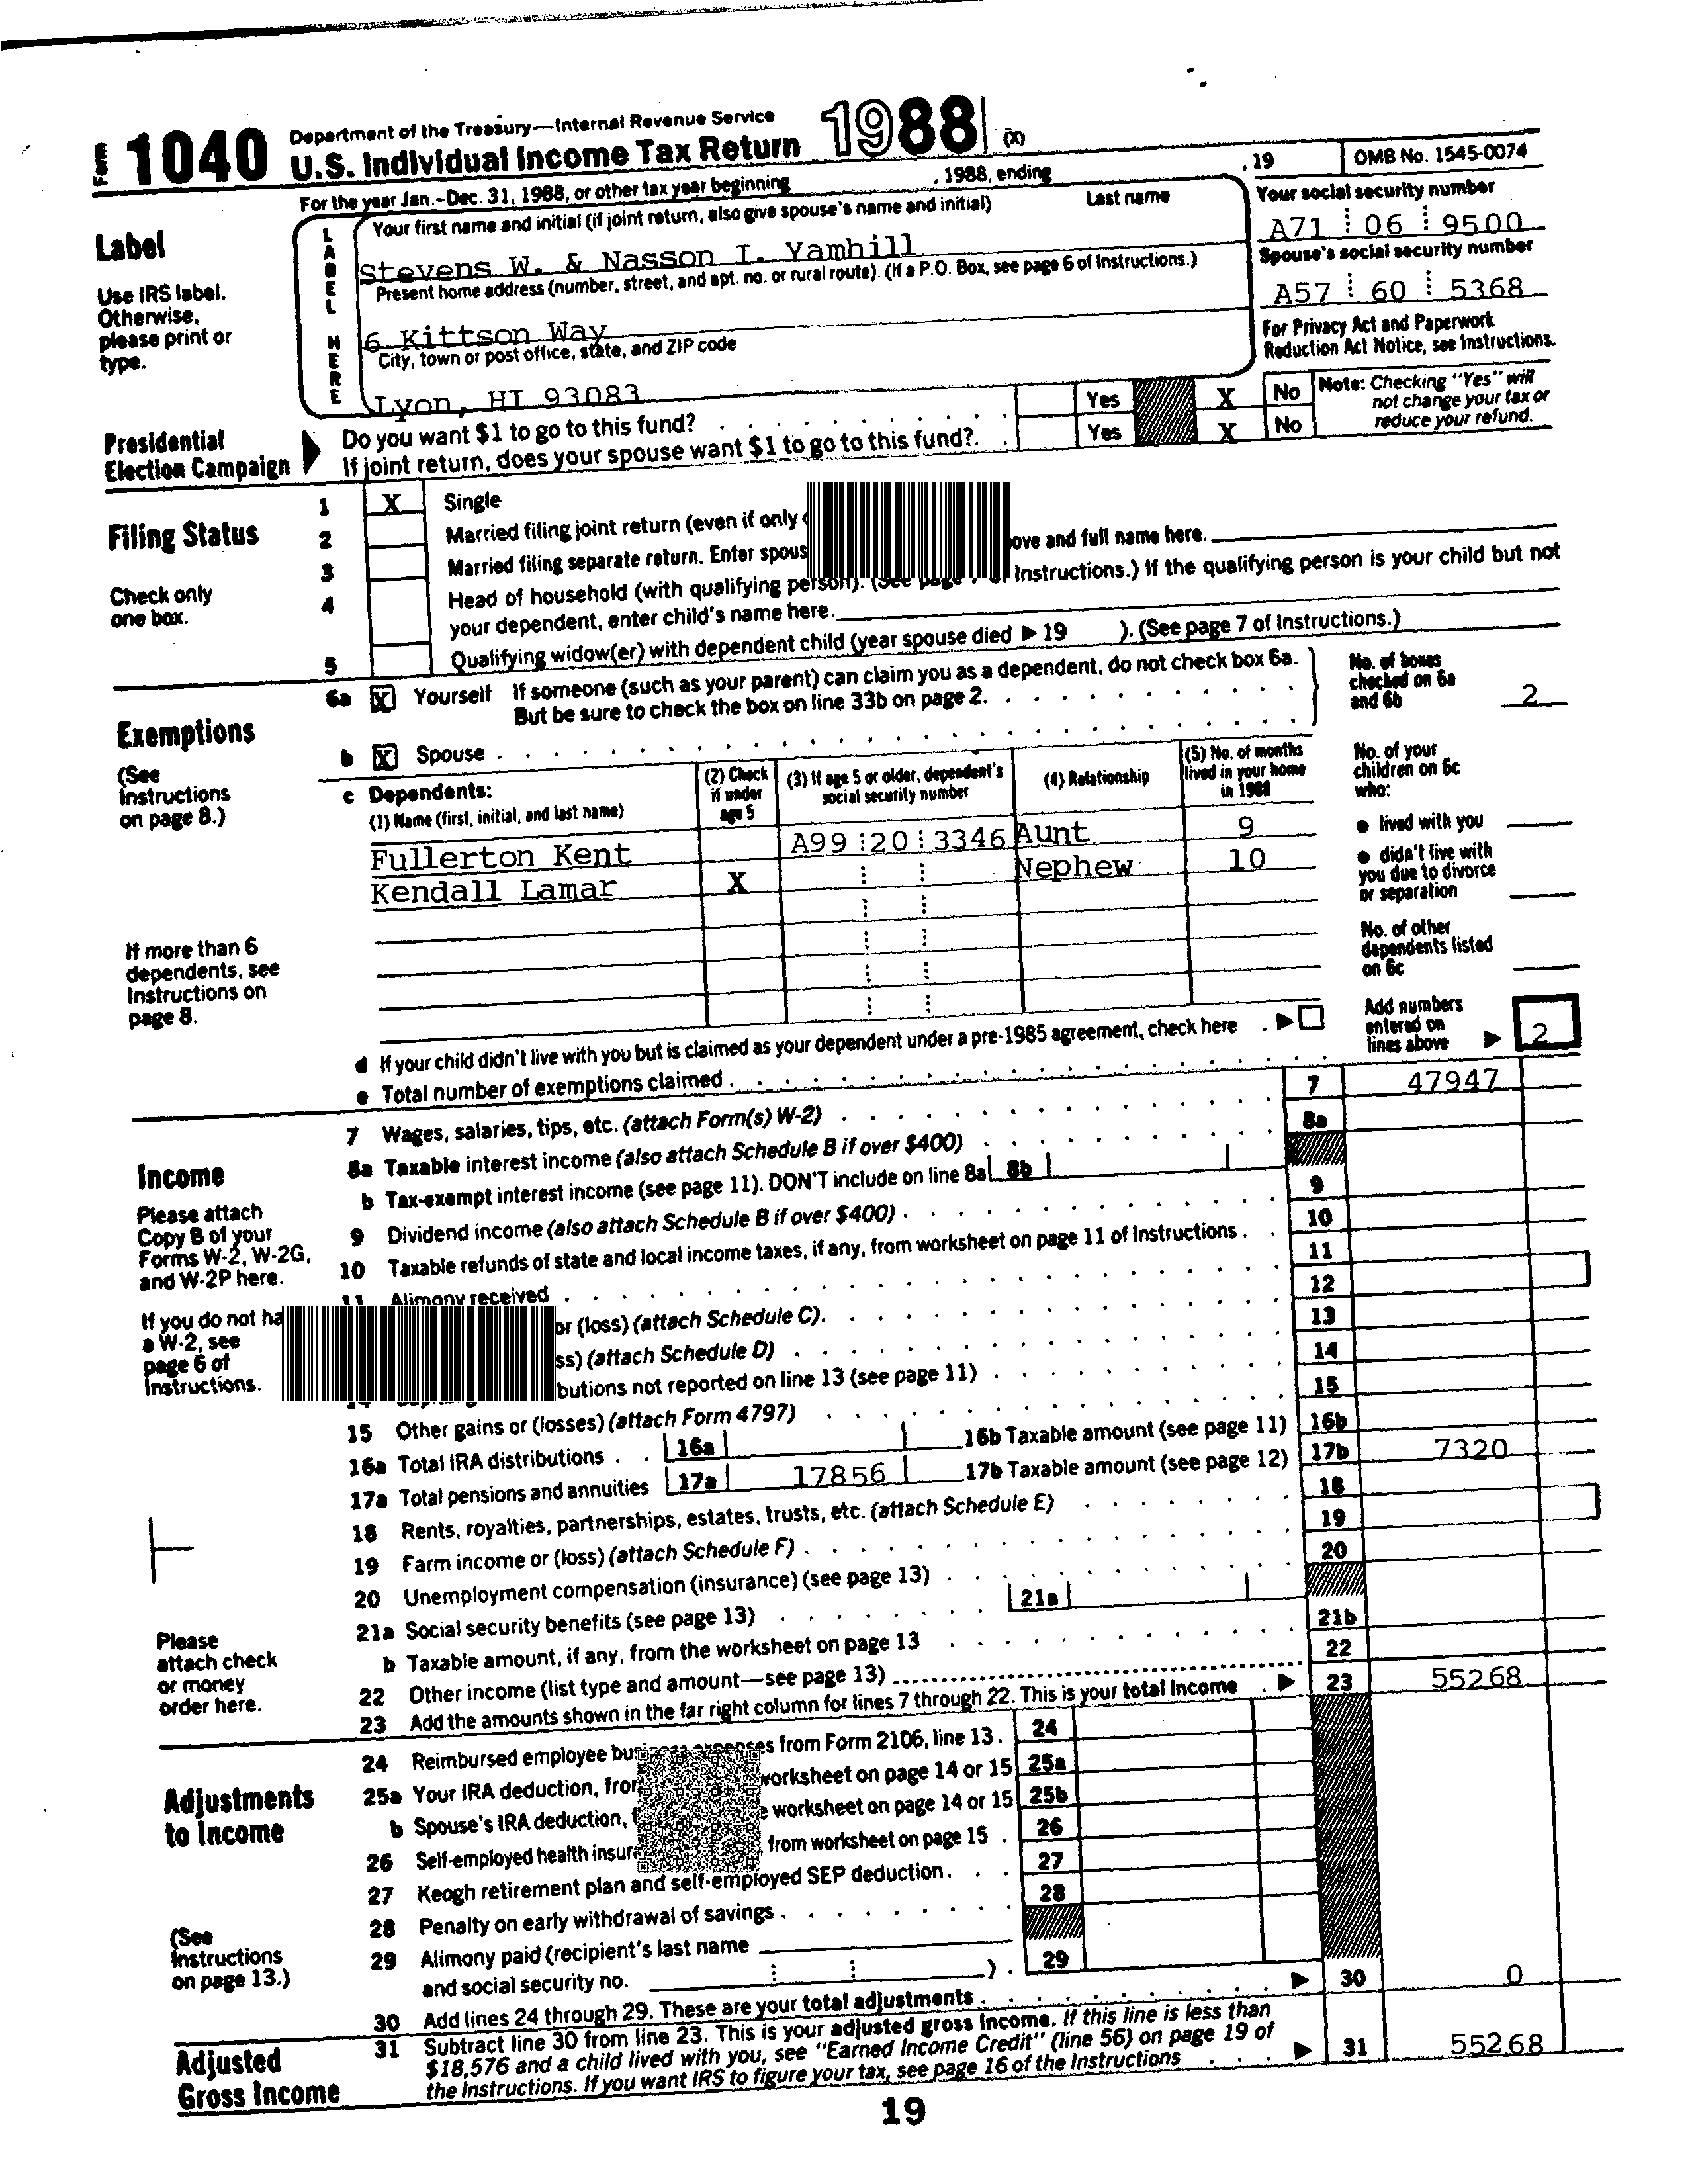 Form 1040 Department of the Treasury—Internal Revenue Service
U.S. Individual Income Tax Return 1988 (X)
For the year Jan.–Dec. 31, 1988, or other tax year beginning , 1988, ending , 19 OMB No. 1545-0074
Label
Use IRS label. Otherwise, please print or type.
LABEL HERE
Your first name and initial (if joint return, also give spouse's name and initial) Last name
Stevens W. & Nasson I. Yamhill
Present home address (number, street, and apt. no. or rural route). (If a P.O. Box, see page 6 of Instructions.)
6 Kittson Way
City, town or post office, state, and ZIP code
Lyon, HI 93083
Your social security number
A71 06 9500
Spouse's social security number
A57 60 5368
For Privacy Act and Paperwork
Reduction Act Notice, see Instructions.
Presidential
Election Campaign
Do you want $1 to go to this fund? Yes X No
If joint return, does your spouse want $1 to go to this fund? Yes X No
Note: Checking "Yes" will
not change your tax or
reduce your refund.
Filing Status
Check only
one box.
1 X Single
2 Married filing joint return (even if only
3 Married filing separate return. Enter spous ove and full name here.
4 Head of household (with qualifying person). (See page Instructions.) If the qualifying person is your child but not
your dependent, enter child's name here.
5 Qualifying widow(er) with dependent child (year spouse died ▶ 19 ). (See page 7 of Instructions.)
Exemptions
(See
Instructions
on page 8.)
6a X Yourself If someone (such as your parent) can claim you as a dependent, do not check box 6a.
But be sure to check the box on line 33b on page 2.
b X Spouse
No. of boxes
checked on 6a
and 6b 2
c Dependents:
(1) Name (first, initial, and last name)
(2) Check
if under
age 5
(3) If age 5 or older, dependent's
social security number
(4) Relationship
(5) No. of months
lived in your home
in 1988
Fullerton Kent A99 20 3346 Aunt 9
Kendall Lamar X Nephew 10
No. of your
children on 6c
who:
● lived with you
● didn't live with
you due to divorce
or separation
No. of other
dependents listed
on 6c
If more than 6
dependents, see
Instructions on
page 8.
d If your child didn't live with you but is claimed as your dependent under a pre-1985 agreement, check here ▶
e Total number of exemptions claimed
Add numbers
entered on
lines above ▶ 2
Income
Please attach
Copy B of your
Forms W-2, W-2G,
and W-2P here.
If you do not ha
a W-2, see
page 6 of
Instructions.
7 Wages, salaries, tips, etc. (attach Form(s) W-2) 7 47947
8a Taxable interest income (also attach Schedule B if over $400) 8a
b Tax-exempt interest income (see page 11). DON'T include on line 8a 8b
9 Dividend income (also attach Schedule B if over $400) 9
10 Taxable refunds of state and local income taxes, if any, from worksheet on page 11 of Instructions 10
11 Alimony received 11
or (loss) (attach Schedule C). 12
ss) (attach Schedule D) 13
butions not reported on line 13 (see page 11) 14
15 Other gains or (losses) (attach Form 4797) 15
16a Total IRA distributions 16a 16b Taxable amount (see page 11) 16b
17a Total pensions and annuities 17a 17856 17b Taxable amount (see page 12) 17b 7320
18 Rents, royalties, partnerships, estates, trusts, etc. (attach Schedule E) 18
19 Farm income or (loss) (attach Schedule F) 19
20 Unemployment compensation (insurance) (see page 13) 20
21a Social security benefits (see page 13) 21a
b Taxable amount, if any, from the worksheet on page 13 21b
22 Other income (list type and amount—see page 13) 22
23 Add the amounts shown in the far right column for lines 7 through 22. This is your total income ▶ 23 55268
Please
attach check
or money
order here.
Adjustments
to Income
(See
Instructions
on page 13.)
24 Reimbursed employee business expenses from Form 2106, line 13. 24
25a Your IRA deduction, from worksheet on page 14 or 15 25a
b Spouse's IRA deduction, e worksheet on page 14 or 15 25b
26 Self-employed health insur from worksheet on page 15 26
27 Keogh retirement plan and self-employed SEP deduction. 27
28 Penalty on early withdrawal of savings 28
29 Alimony paid (recipient's last name
and social security no. ) 29
30 Add lines 24 through 29. These are your total adjustments ▶ 30 0
Adjusted
Gross Income
31 Subtract line 30 from line 23. This is your adjusted gross income. If this line is less than
$18,576 and a child lived with you, see "Earned Income Credit" (line 56) on page 19 of
the Instructions. If you want IRS to figure your tax, see page 16 of the Instructions ▶ 31 55268
19